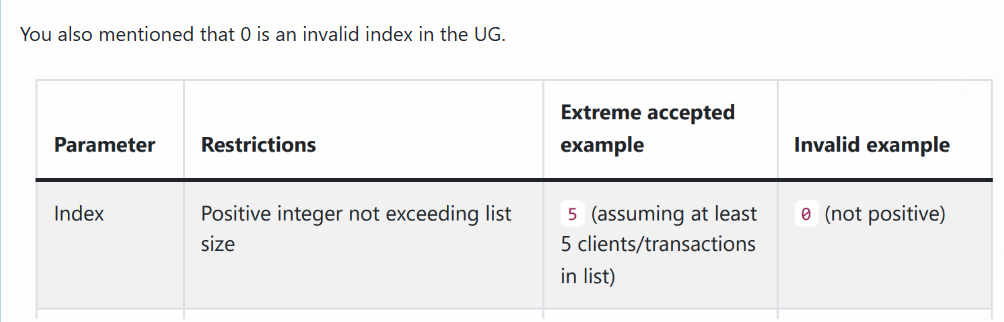 You also mentioned that 0 is an invalid index in the UG.
Extreme accepted
Parameter Restrictions example Invalid example
Index Positive integer not exceeding list 5 (assuming at least 0 (not positive)
size 5 clients/transactions
in list)